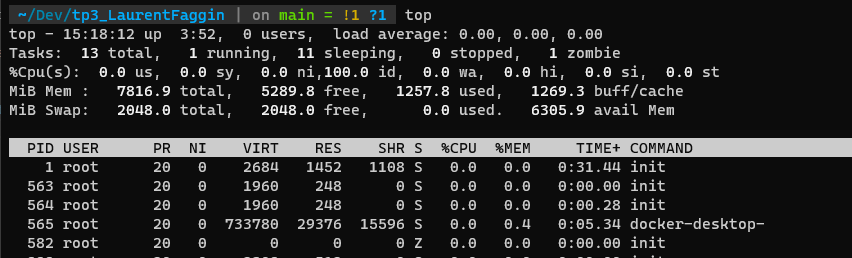 ~/Dev/tp3_LaurentFaggin | on main = !1 ?1 top
top - 15:18:12 up  3:52,  0 users,  load average: 0.00, 0.00, 0.00
Tasks:  13 total,   1 running,  11 sleeping,   0 stopped,   1 zombie
%Cpu(s):  0.0 us,  0.0 sy,  0.0 ni,100.0 id,  0.0 wa,  0.0 hi,  0.0 si,  0.0 st
MiB Mem :   7816.9 total,   5289.8 free,   1257.8 used,   1269.3 buff/cache
MiB Swap:   2048.0 total,   2048.0 free,      0.0 used.   6305.9 avail Mem
PID USER      PR  NI    VIRT    RES    SHR S  %CPU  %MEM     TIME+ COMMAND
1 root      20   0    2684   1452   1108 S   0.0   0.0   0:31.44 init
563 root      20   0    1960    248      0 S   0.0   0.0   0:00.00 init
564 root      20   0    1960    248      0 S   0.0   0.0   0:00.28 init
565 root      20   0  733780  29376  15596 S   0.0   0.4   0:05.34 docker-desktop-
582 root      20   0       0      0      0 Z   0.0   0.0   0:00.00 init